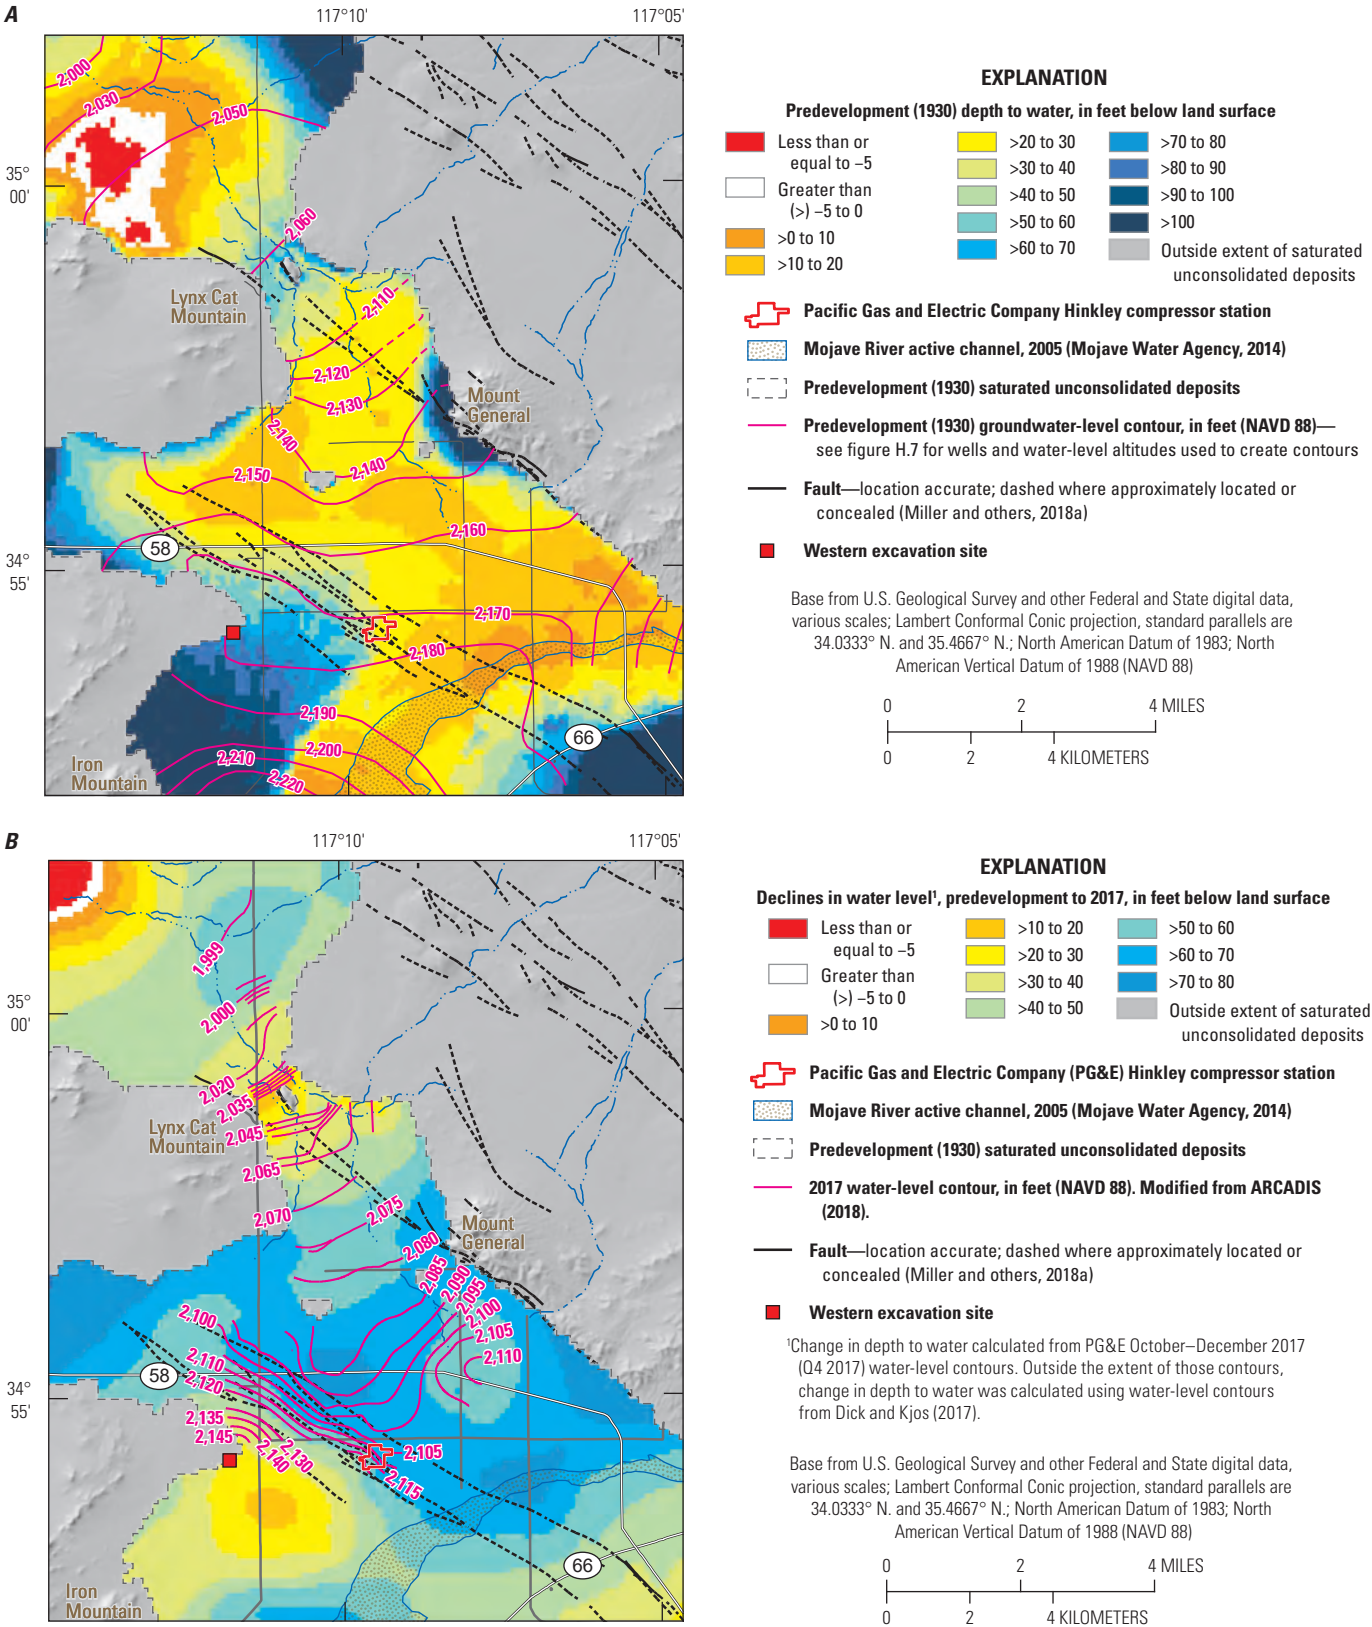 A
117°10'
117°05'
35°
00'
34°
55'
2,000
2,030
2,050
2,060
Lynx Cat
Mountain
2,110
2,120
2,130
2,140
2,140
2,150
Mount
General
2,160
58
2,170
2,180
2,190
2,200
2,210
2,220
66
Iron
Mountain
EXPLANATION
Predevelopment (1930) depth to water, in feet below land surface
Less than or
equal to −5
Greater than
(>) −5 to 0
>0 to 10
>10 to 20
>20 to 30
>30 to 40
>40 to 50
>50 to 60
>60 to 70
>70 to 80
>80 to 90
>90 to 100
>100
Outside extent of saturated
unconsolidated deposits
Pacific Gas and Electric Company Hinkley compressor station
Mojave River active channel, 2005 (Mojave Water Agency, 2014)
Predevelopment (1930) saturated unconsolidated deposits
Predevelopment (1930) groundwater-level contour, in feet (NAVD 88)—
see figure H.7 for wells and water-level altitudes used to create contours
Fault—location accurate; dashed where approximately located or
concealed (Miller and others, 2018a)
Western excavation site
Base from U.S. Geological Survey and other Federal and State digital data,
various scales; Lambert Conformal Conic projection, standard parallels are
34.0333° N. and 35.4667° N.; North American Datum of 1983; North
American Vertical Datum of 1988 (NAVD 88)
0 2 4 MILES
0 2 4 KILOMETERS
B
117°10'
117°05'
35°
00'
34°
55'
1,999
2,000
2,020
2,035
2,045
Lynx Cat
Mountain
2,065
2,070
2,075
2,080
Mount
General
2,085
2,090
2,095
2,100
2,105
2,110
2,100
2,110
2,120
58
2,135
2,145
2,140
2,130
2,105
2,115
66
Iron
Mountain
EXPLANATION
Declines in water level1, predevelopment to 2017, in feet below land surface
Less than or
equal to −5
Greater than
(>) −5 to 0
>0 to 10
>10 to 20
>20 to 30
>30 to 40
>40 to 50
>50 to 60
>60 to 70
>70 to 80
Outside extent of saturated
unconsolidated deposits
Pacific Gas and Electric Company (PG&E) Hinkley compressor station
Mojave River active channel, 2005 (Mojave Water Agency, 2014)
Predevelopment (1930) saturated unconsolidated deposits
2017 water-level contour, in feet (NAVD 88). Modified from ARCADIS
(2018).
Fault—location accurate; dashed where approximately located or
concealed (Miller and others, 2018a)
Western excavation site
1Change in depth to water calculated from PG&E October–December 2017
(Q4 2017) water-level contours. Outside the extent of those contours,
change in depth to water was calculated using water-level contours
from Dick and Kjos (2017).
Base from U.S. Geological Survey and other Federal and State digital data,
various scales; Lambert Conformal Conic projection, standard parallels are
34.0333° N. and 35.4667° N.; North American Datum of 1983; North
American Vertical Datum of 1988 (NAVD 88)
0 2 4 MILES
0 2 4 KILOMETERS